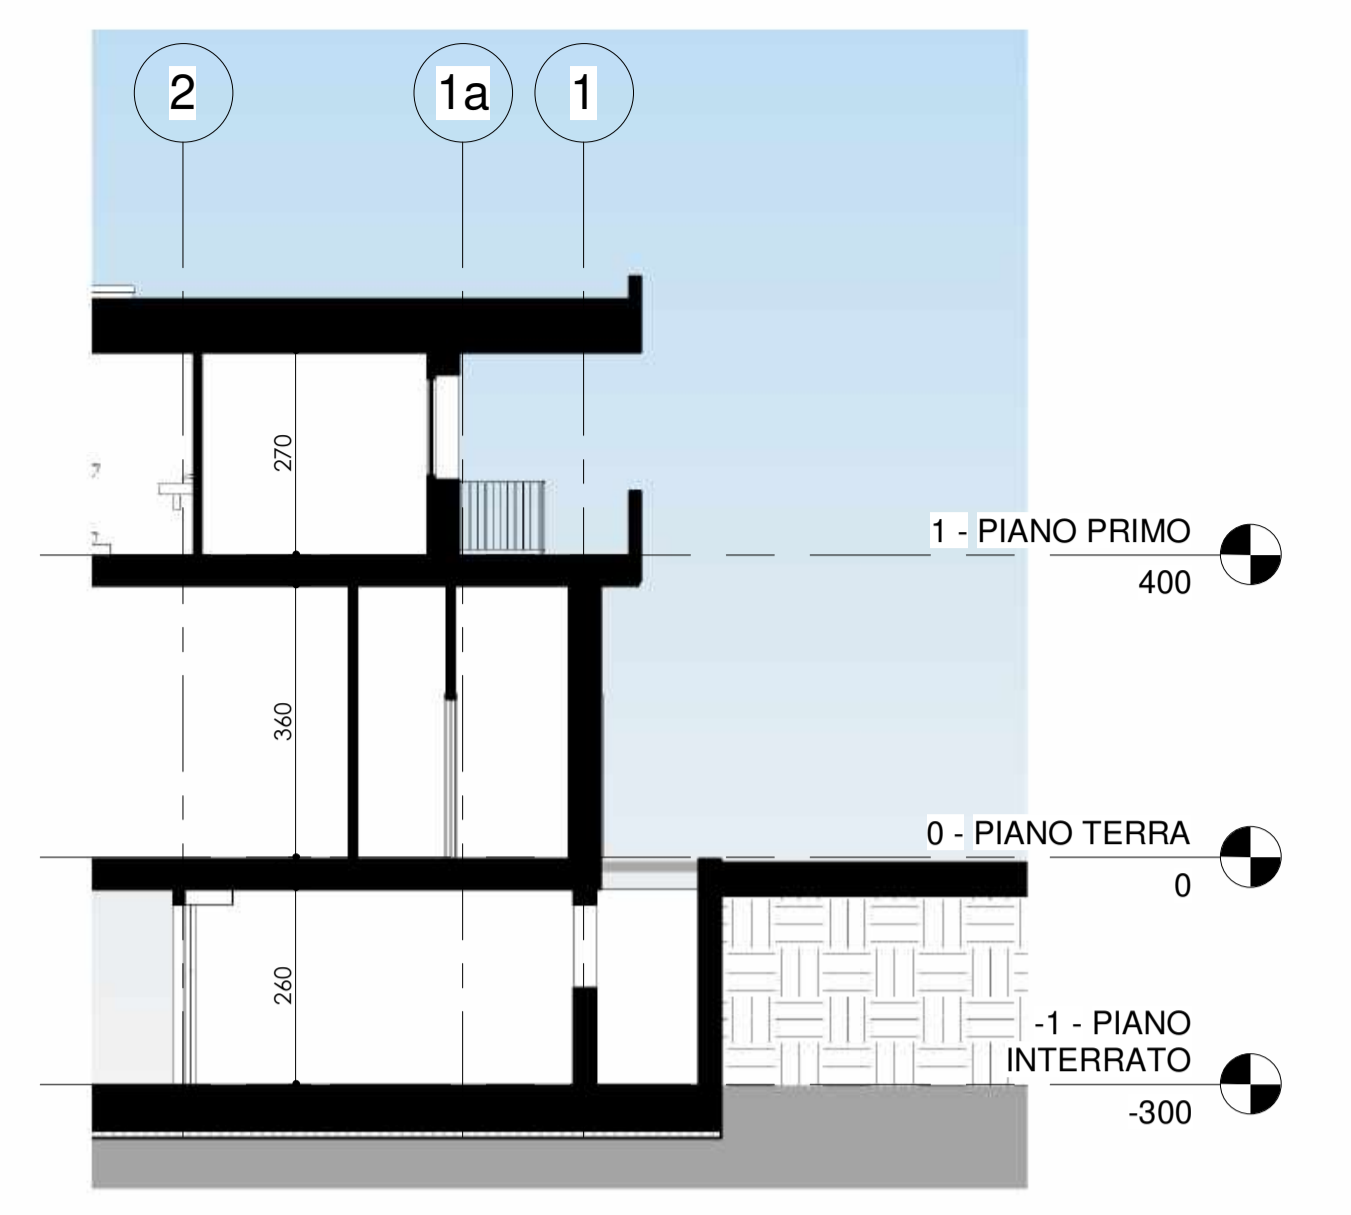 2
1a
1
270
1 - PIANO PRIMO
400
360
0 - PIANO TERRA
0
260
-1 - PIANO
INTERRATO
-300